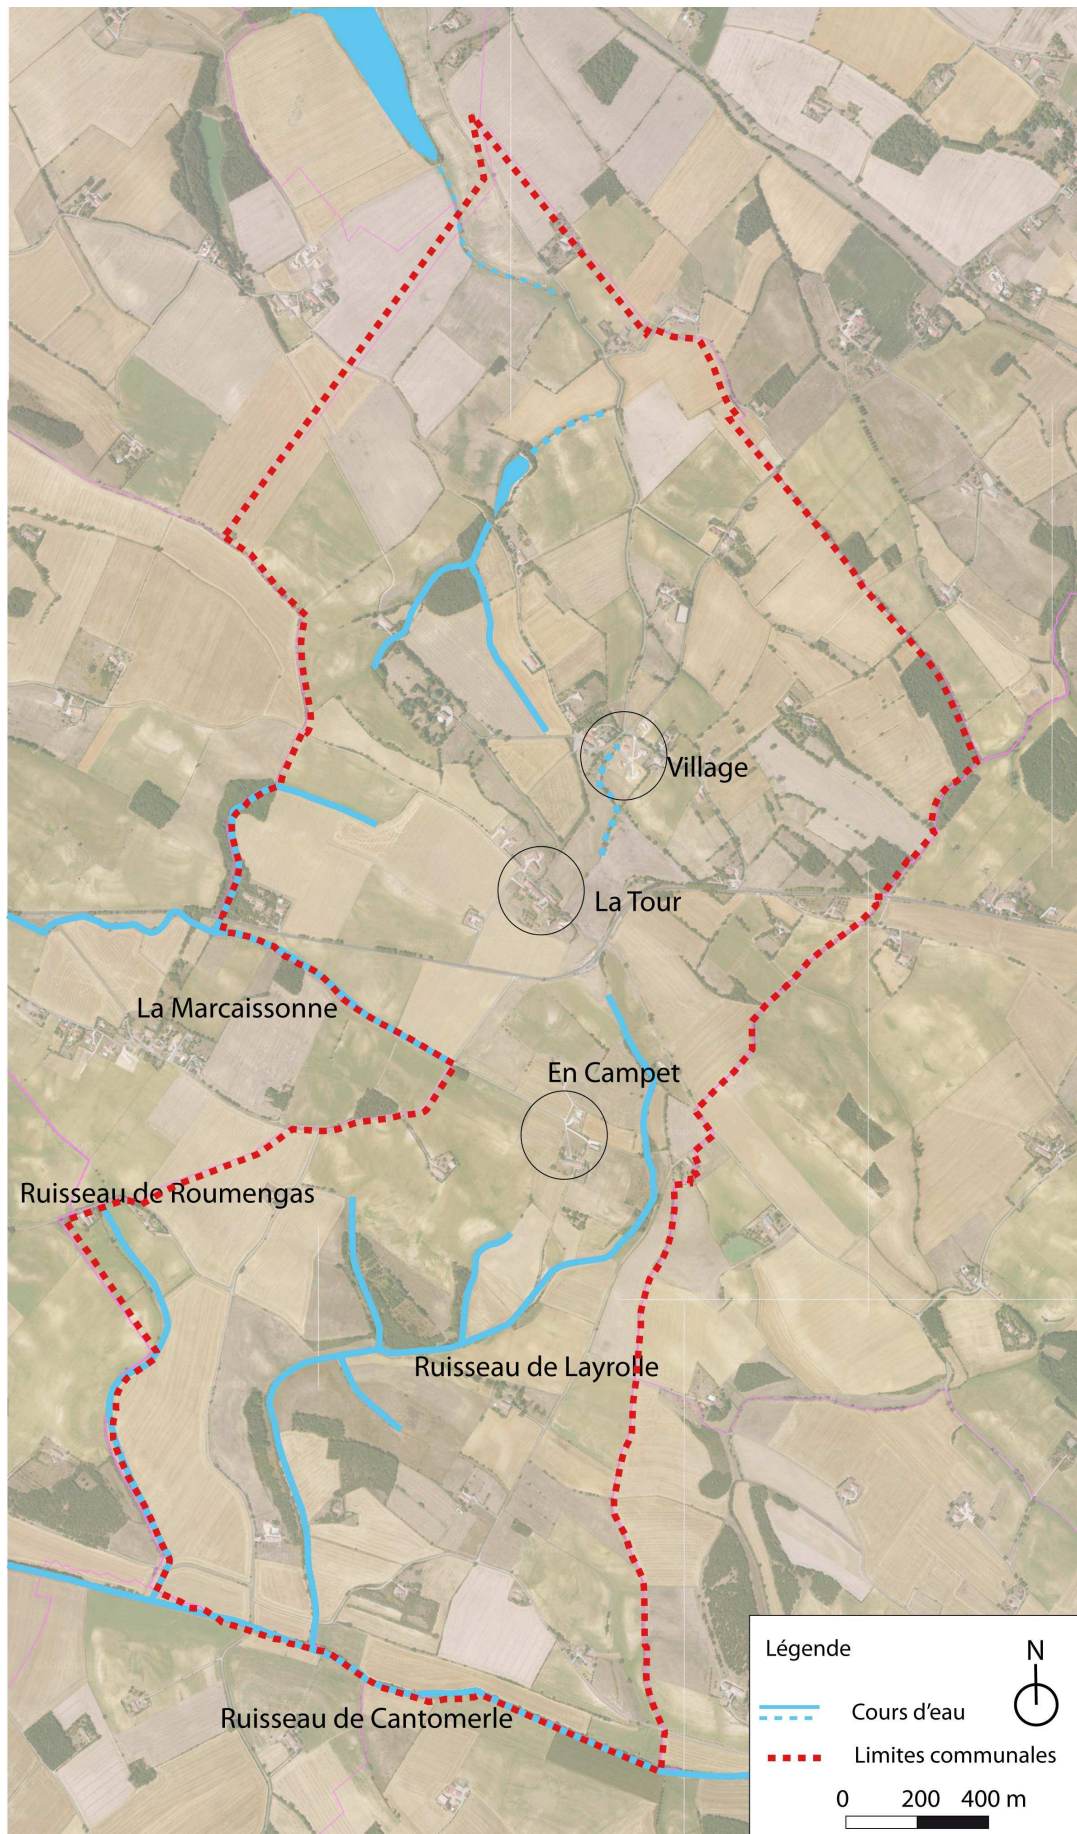 Village
La Tour
La Marcaissonne
En Campet
Ruisseau de Roumengas
Ruisseau de Layrolle
Ruisseau de Cantomerle
Légende
N
Cours d'eau
Limites communales
0 200 400 m